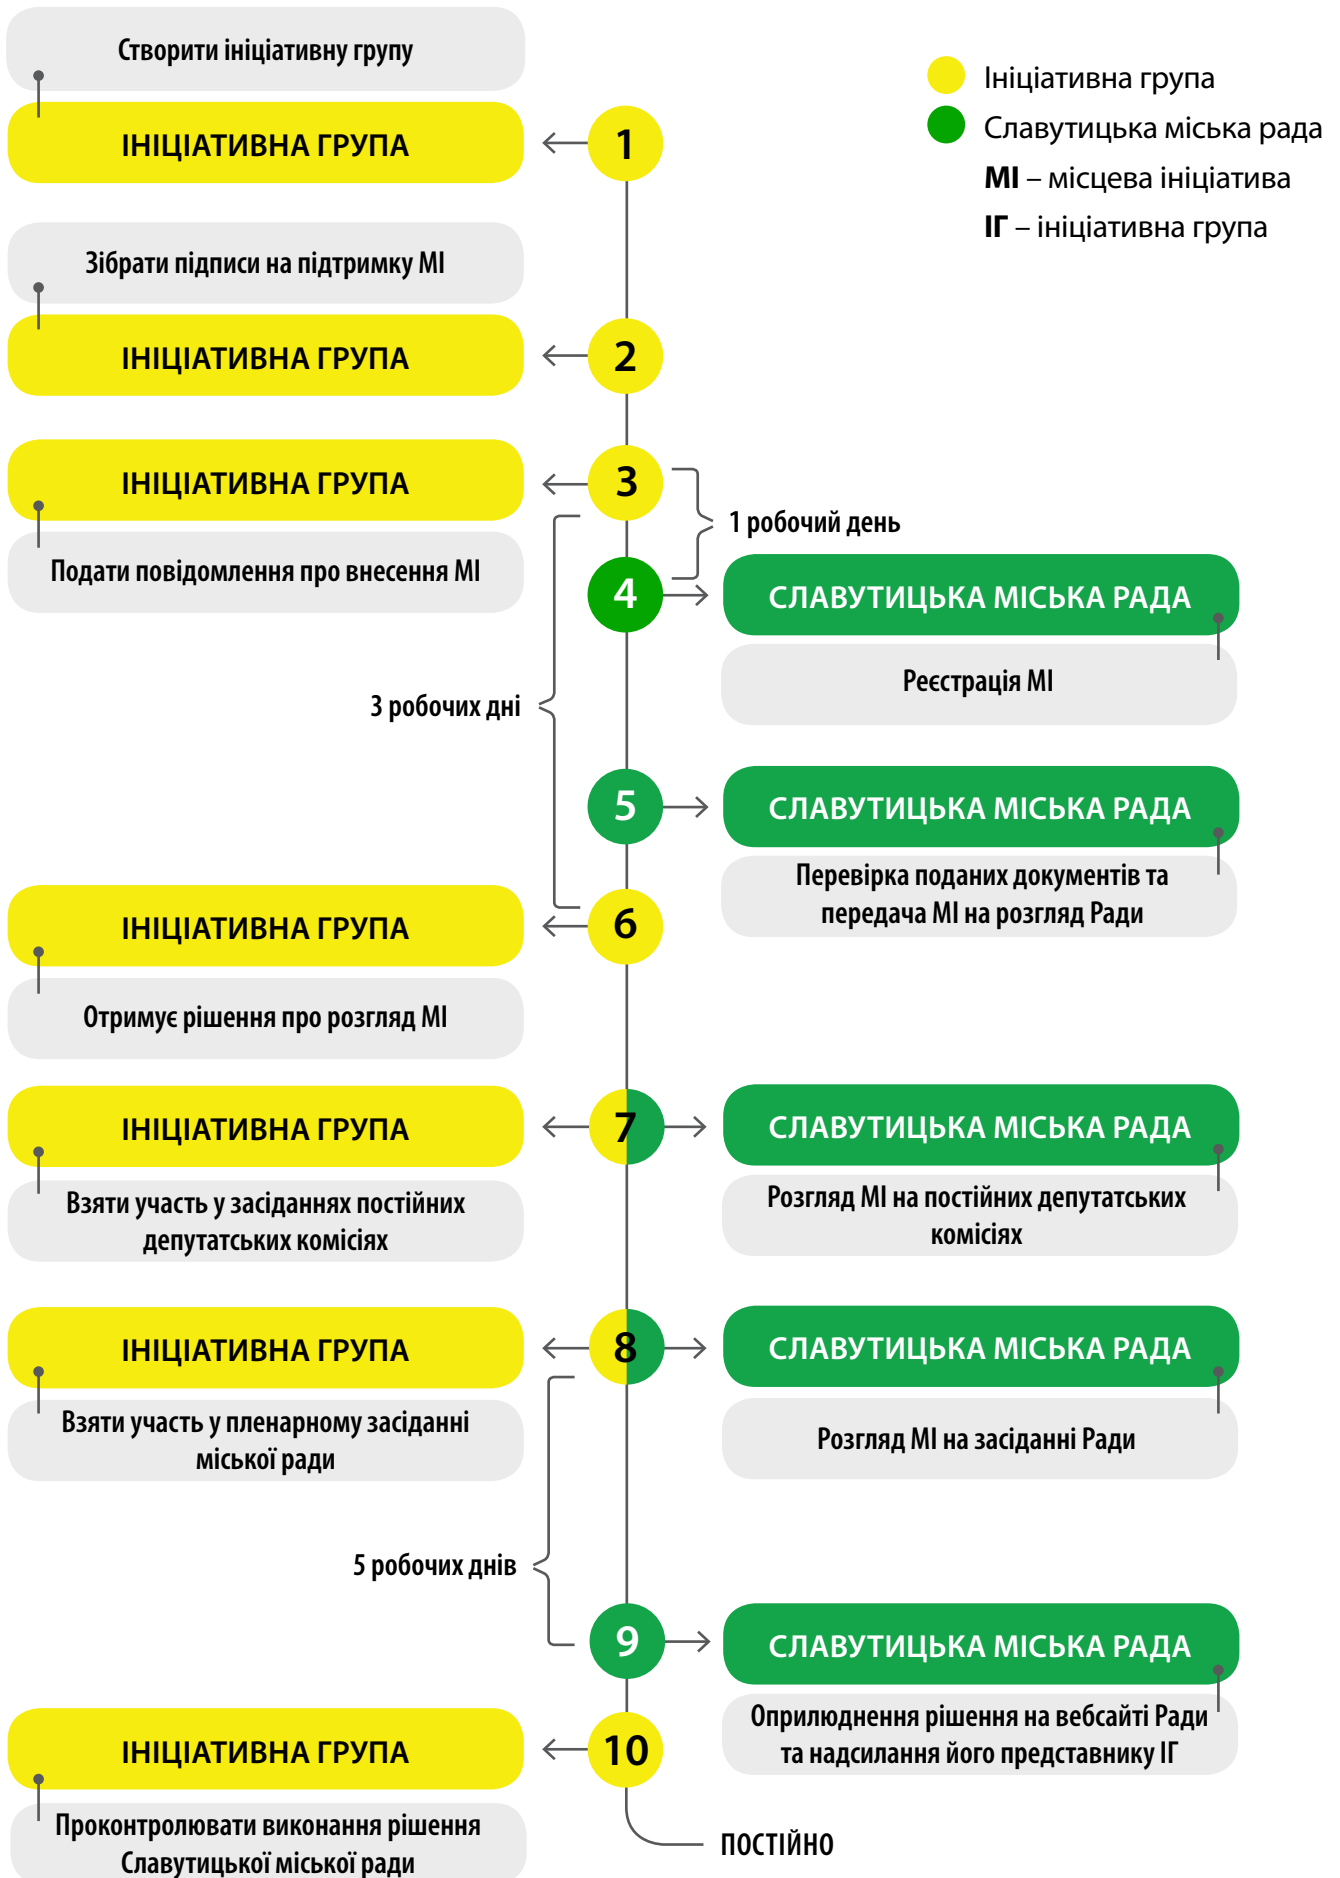 Створити ініціативну групу
ІНІЦІАТИВНА ГРУПА
1
Ініціативна група
Славутицька міська рада
МІ – місцева ініціатива
ІГ – ініціативна група
Зібрати підписи на підтримку МІ
ІНІЦІАТИВНА ГРУПА
2
ІНІЦІАТИВНА ГРУПА
3
Подати повідомлення про внесення МІ
1 робочий день
4
СЛАВУТИЦЬКА МІСЬКА РАДА
Реєстрація МІ
3 робочих дні
5
СЛАВУТИЦЬКА МІСЬКА РАДА
Перевірка поданих документів та
передача МІ на розгляд Ради
ІНІЦІАТИВНА ГРУПА
6
Отримує рішення про розгляд МІ
ІНІЦІАТИВНА ГРУПА
7
СЛАВУТИЦЬКА МІСЬКА РАДА
Взяти участь у засіданнях постійних
депутатських комісіях
Розгляд МІ на постійних депутатських
комісіях
ІНІЦІАТИВНА ГРУПА
8
СЛАВУТИЦЬКА МІСЬКА РАДА
Взяти участь у пленарному засіданні
міської ради
Розгляд МІ на засіданні Ради
5 робочих днів
9
СЛАВУТИЦЬКА МІСЬКА РАДА
Оприлюднення рішення на вебсайті Ради
та надсилання його представнику ІГ
ІНІЦІАТИВНА ГРУПА
10
Проконтролювати виконання рішення
Славутицької міської ради
ПОСТІЙНО